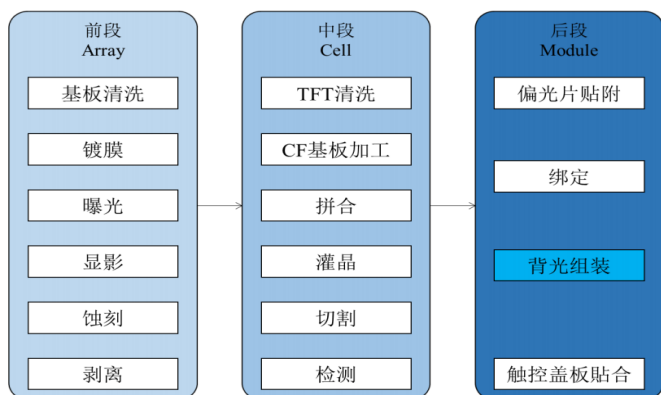 前段
Array
基板清洗
镀膜
曝光
显影
蚀刻
剥离
中段
Cell
TFT清洗
CF基板加工
拼合
灌晶
切割
检测
后段
Module
偏光片贴附
绑定
背光组装
触控盖板貼合